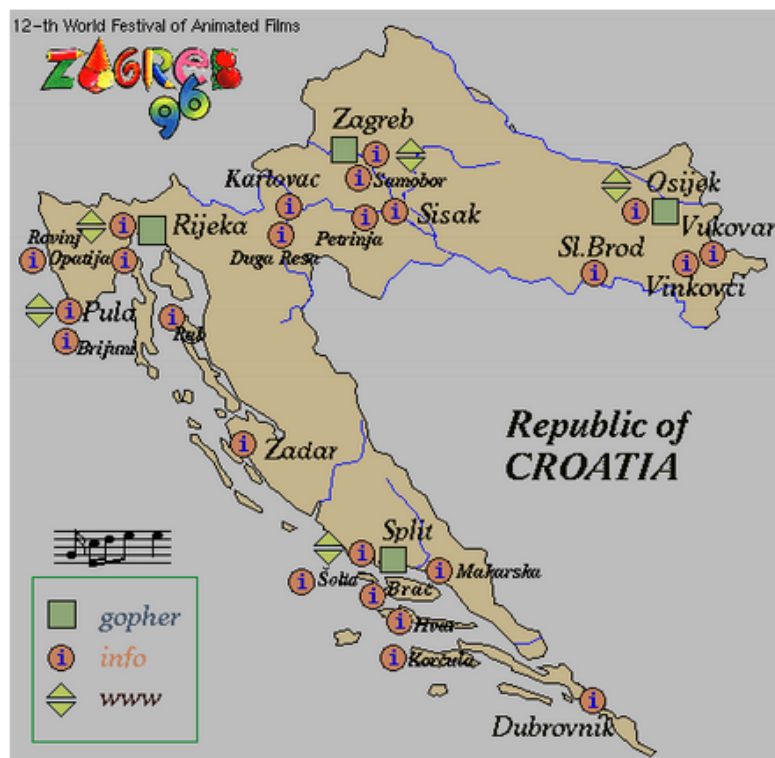 12-th World Festival of Animated Films
ZAGREB
96
Zagreb
Samobor
Karlovac
Osijek
Sisak
Rijeka
Vukovar
Petrinja
Rovinj
Sl.Brod
Opatija
Duga Resa
Vinkovci
Pula
Rab
Brijuni
Republic of
CROATIA
Zadar
Split
Makarska
Šolta
Brač
gopher
Hvar
info
Korčula
www
Dubrovnik